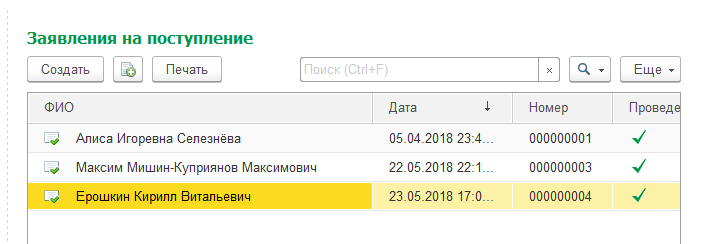 Заявления на поступление
Создать Печать Поиск (Ctrl+F) × Еще
ФИО Дата ↓ Номер Проведе
Алиса Игоревна Селезнёва 05.04.2018 23:4... 000000001
Максим Мишин-Куприянов Максимович 22.05.2018 22:1... 000000003
Ерошкин Кирилл Витальевич 23.05.2018 17:0... 000000004